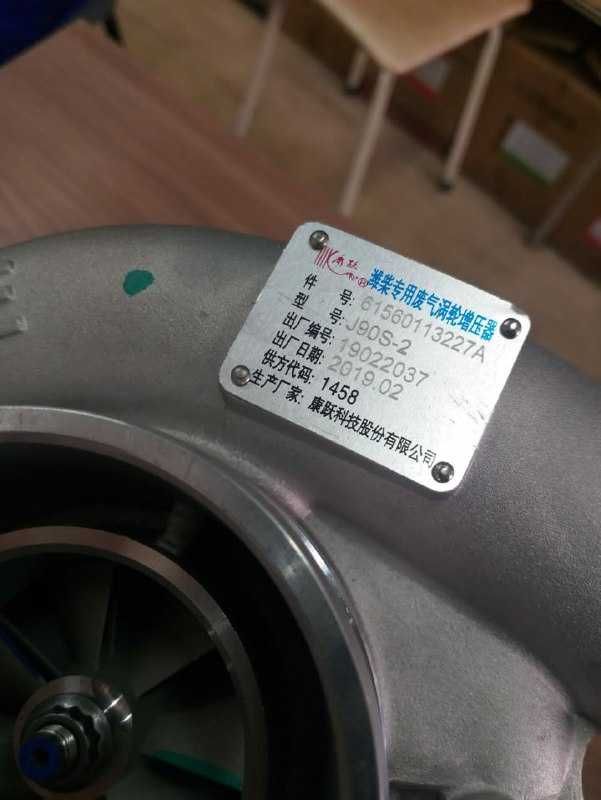 康跃
潍柴专用废气涡轮增压器
件 号: 61560113227A
型 号: J90S-2
出厂编号: 19022037
出厂日期: 2019.02
供方代码: 1458
生产厂家: 康跃科技股份有限公司